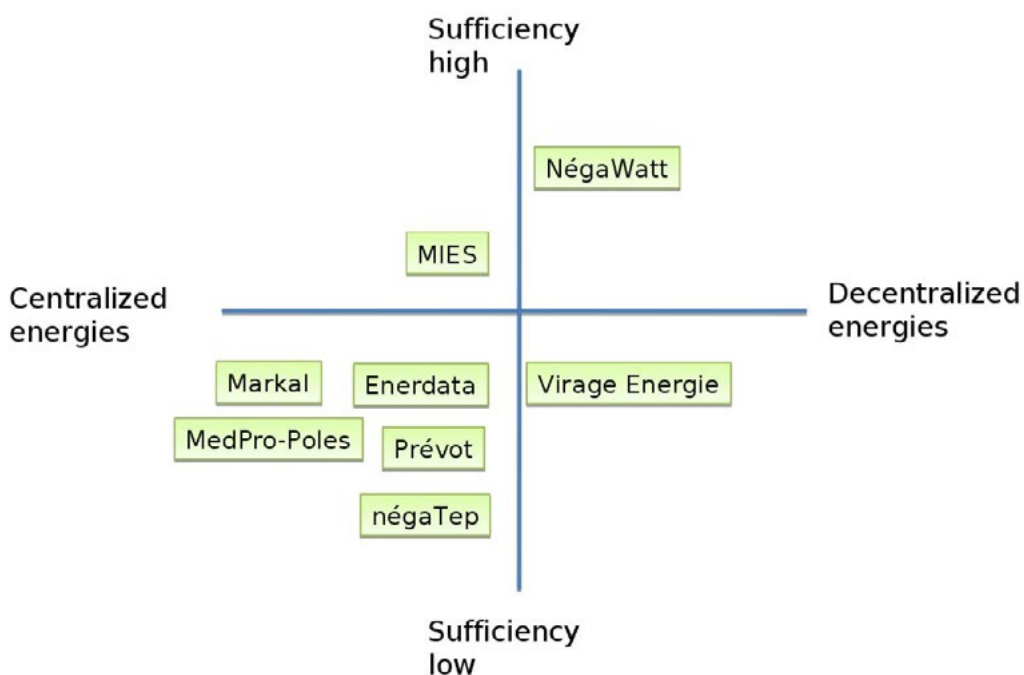 Sufficiency
high
NégaWatt
MIES
Centralized
energies
Decentralized
energies
Markal
Enerdata
Virage Energie
MedPro-Poles
Prévot
négaTep
Sufficiency
low